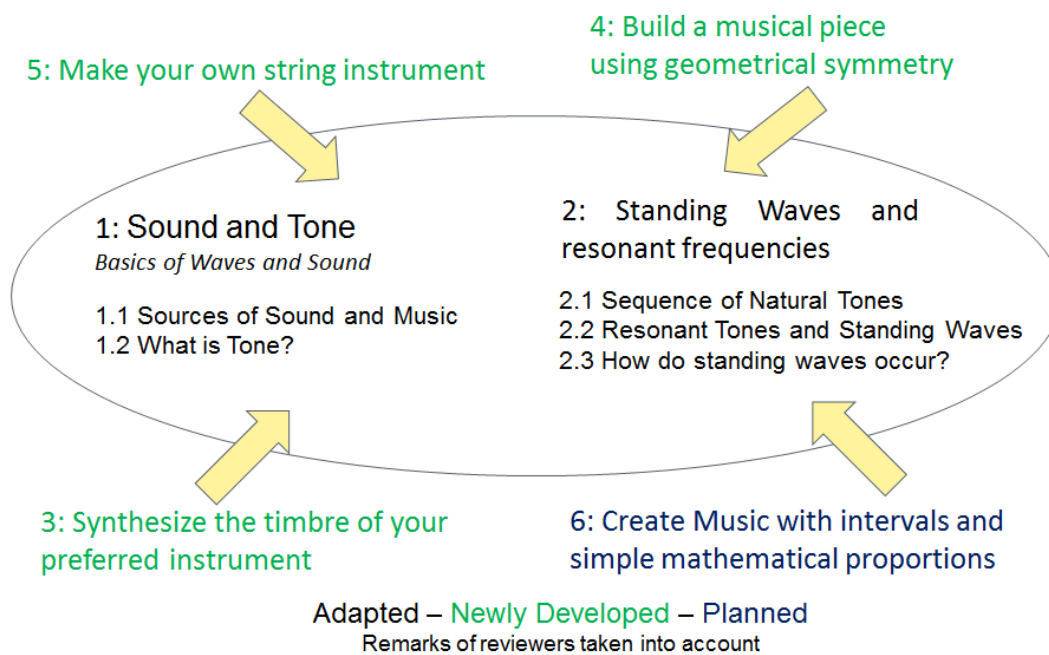 4: Build a musical piece
using geometrical symmetry
5: Make your own string instrument
1: Sound and Tone
Basics of Waves and Sound
1.1 Sources of Sound and Music
1.2 What is Tone?
2: Standing Waves and
resonant frequencies
2.1 Sequence of Natural Tones
2.2 Resonant Tones and Standing Waves
2.3 How do standing waves occur?
3: Synthesize the timbre of your
preferred instrument
6: Create Music with intervals and
simple mathematical proportions
Adapted – Newly Developed – Planned
Remarks of reviewers taken into account